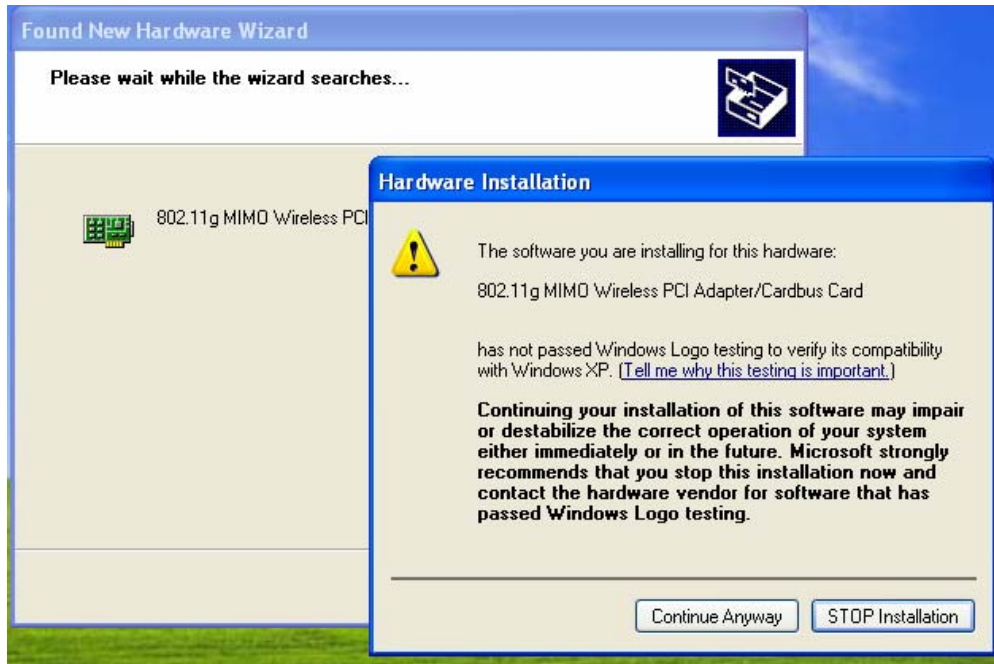 Found New Hardware Wizard
Please wait while the wizard searches...
802.11g MIMO Wireless PCI
Hardware Installation
The software you are installing for this hardware:
802.11g MIMO Wireless PCI Adapter/Cardbus Card
has not passed Windows Logo testing to verify its compatibility
with Windows XP. (Tell me why this testing is important.)
Continuing your installation of this software may impair
or destabilize the correct operation of your system
either immediately or in the future. Microsoft strongly
recommends that you stop this installation now and
contact the hardware vendor for software that has
passed Windows Logo testing.
Continue Anyway
STOP Installation